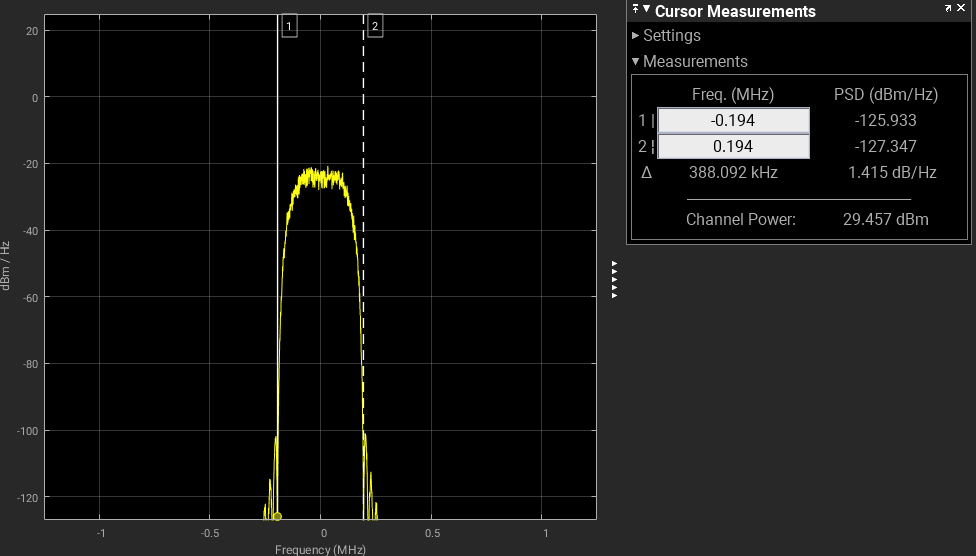 20
0
-20
-40
-60
-80
-100
-120
dBm / Hz
-1
-0.5
0
0.5
1
Frequency (MHz)
1
2
Cursor Measurements
Settings
Measurements
Freq. (MHz) PSD (dBm/Hz)
1 | -0.194 -125.933
2 ¦ 0.194 -127.347
Δ 388.092 kHz 1.415 dB/Hz
Channel Power: 29.457 dBm